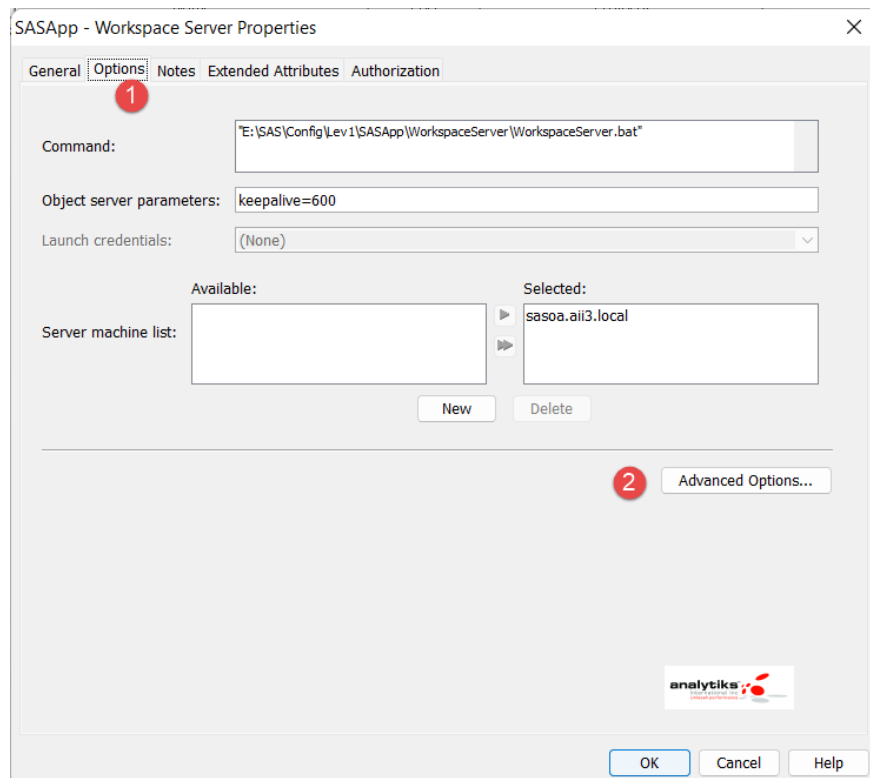 SASApp - Workspace Server Properties
General Options Notes Extended Attributes Authorization
1
Command:
"E:\SAS\Config\Lev1\SASApp\WorkspaceServer\WorkspaceServer.bat"
Object server parameters:
keepalive=600
Launch credentials:
(None)
Available:
Selected:
Server machine list:
sasoa.aii3.local
New
Delete
2
Advanced Options...
analytiks
International Inc
OK
Cancel
Help